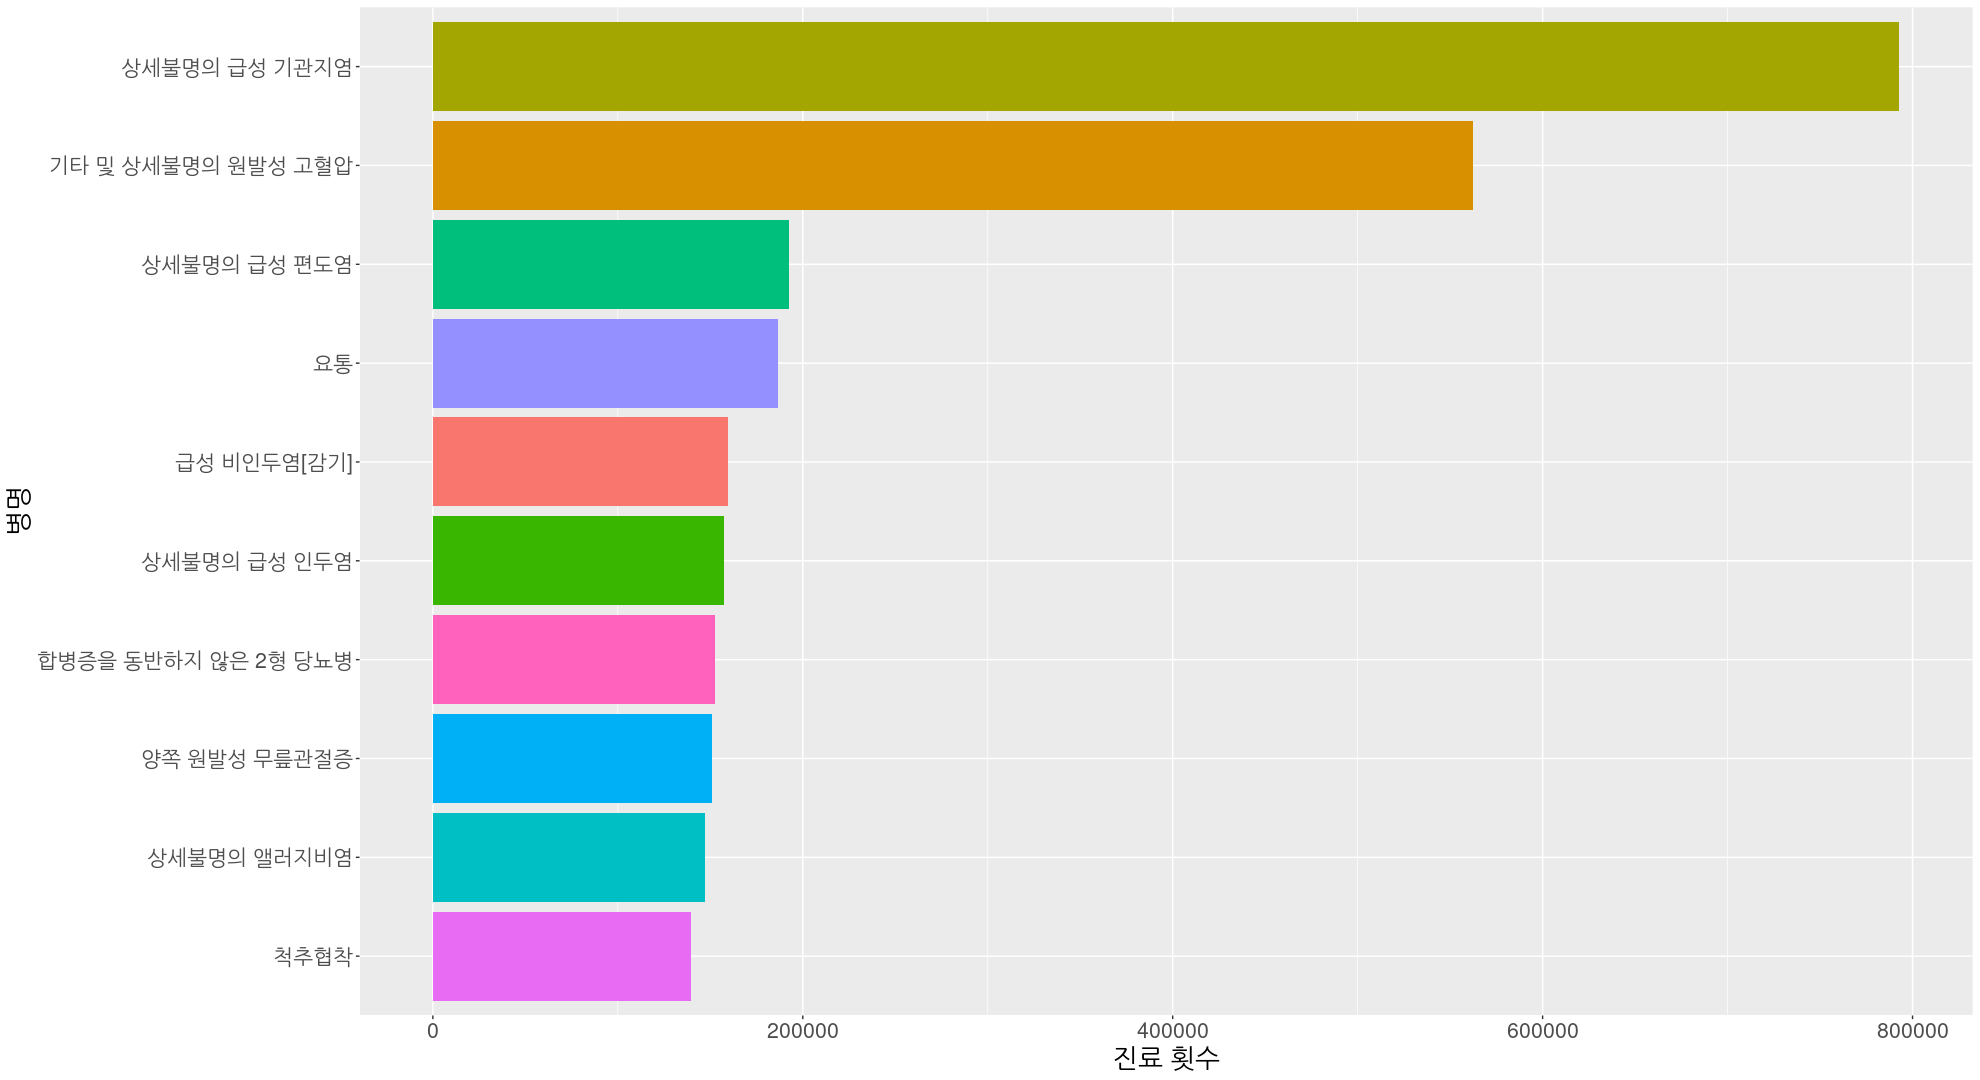 상세불명의 급성 기관지염
기타 및 상세불명의 원발성 고혈압
상세불명의 급성 편도염
요통
급성 비인두염[감기]
상세불명의 급성 인두염
합병증을 동반하지 않은 2형 당뇨병
양쪽 원발성 무릎관절증
상세불명의 앨러지비염
척추협착
병명
0 200000 400000 600000 800000
진료 횟수